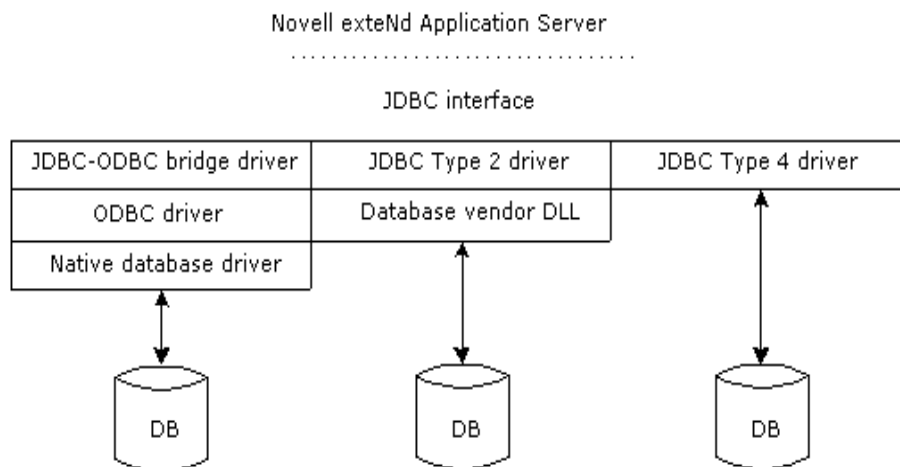 Novell exteNd Application Server
JDBC interface
JDBC-ODBC bridge driver
JDBC Type 2 driver
JDBC Type 4 driver
ODBC driver
Database vendor DLL
Native database driver
DB
DB
DB